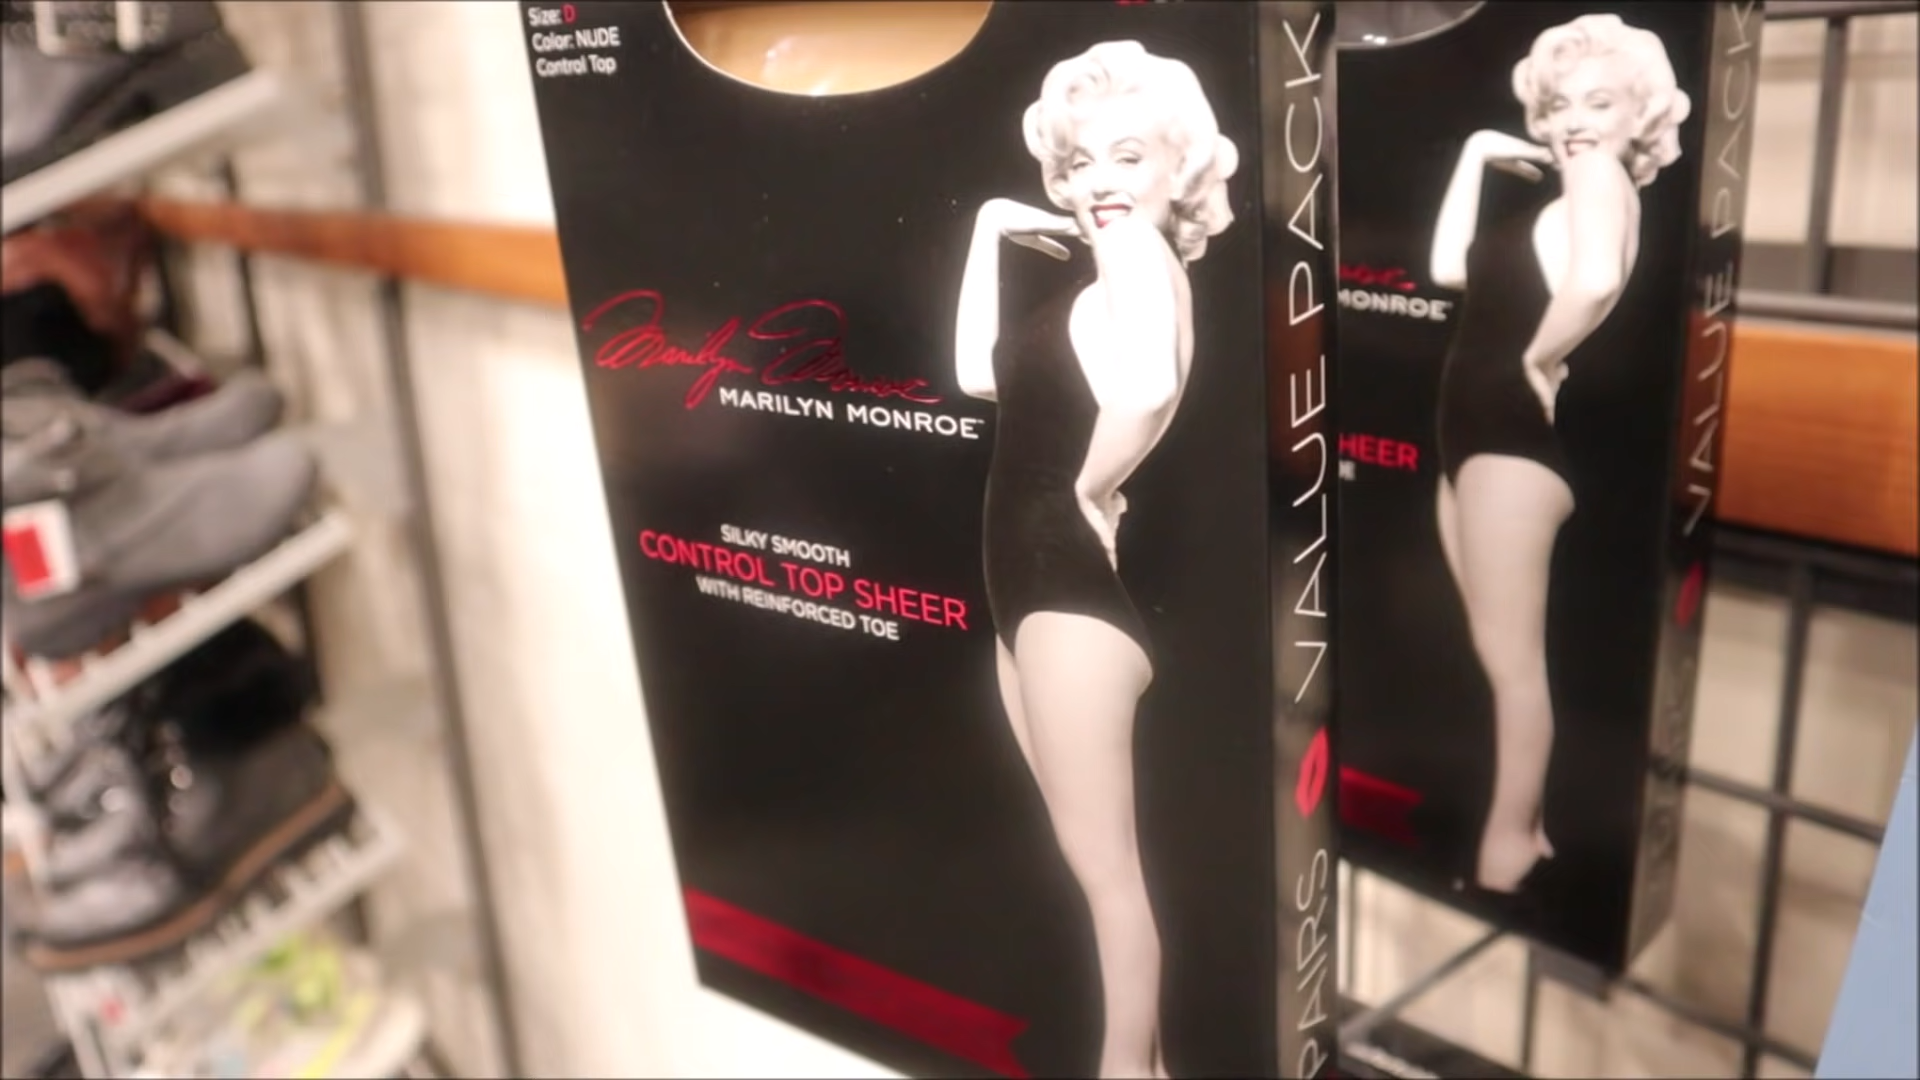 Size: D
Color: NUDE
Control Top
Marilyn Monroe
MARILYN MONROE™
SILKY SMOOTH
CONTROL TOP SHEER
WITH REINFORCED TOE
VALUE PACK
PAIRS
MONROE™
SHEER
VALUE PACK